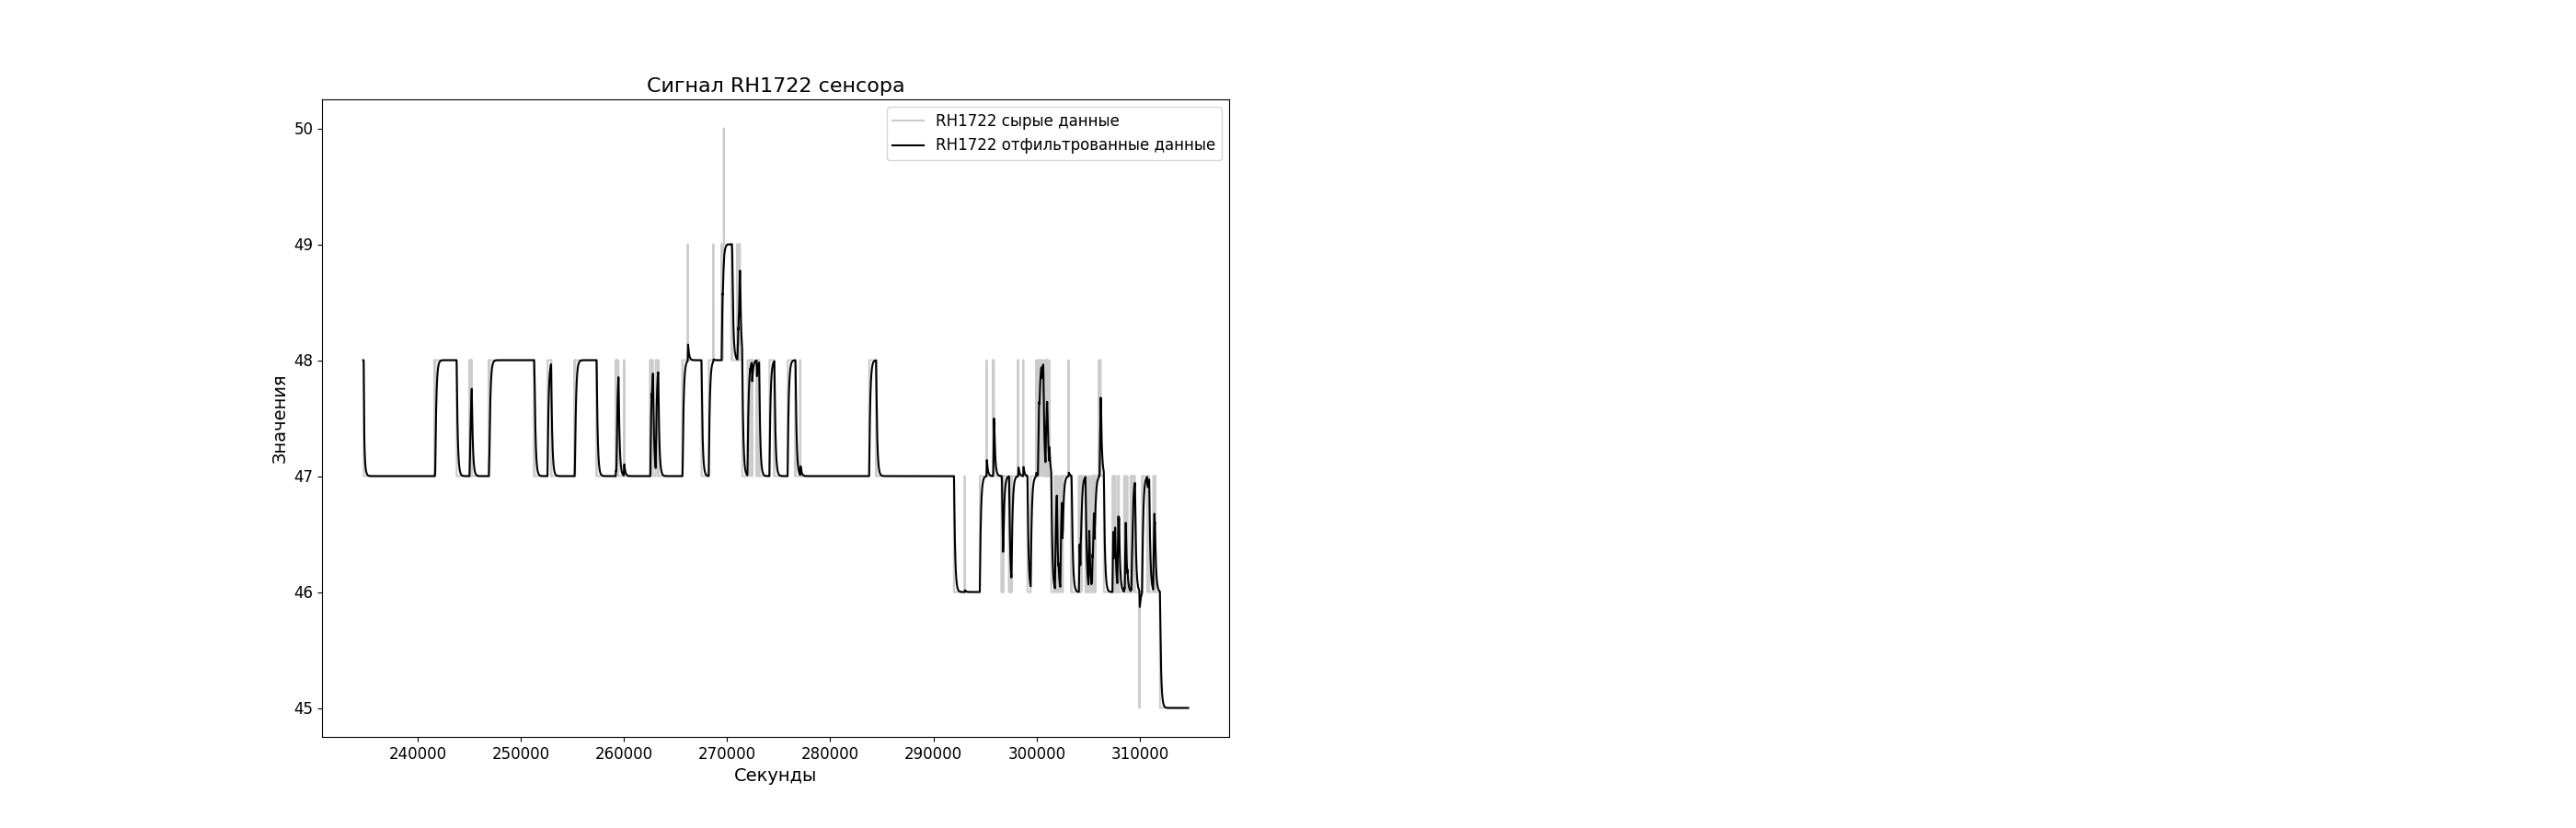 Сигнал RH1722 сенсора
RH1722 сырые данные
RH1722 отфильтрованные данные
50
49
48
47
46
45
Значения
240000 250000 260000 270000 280000 290000 300000 310000
Секунды